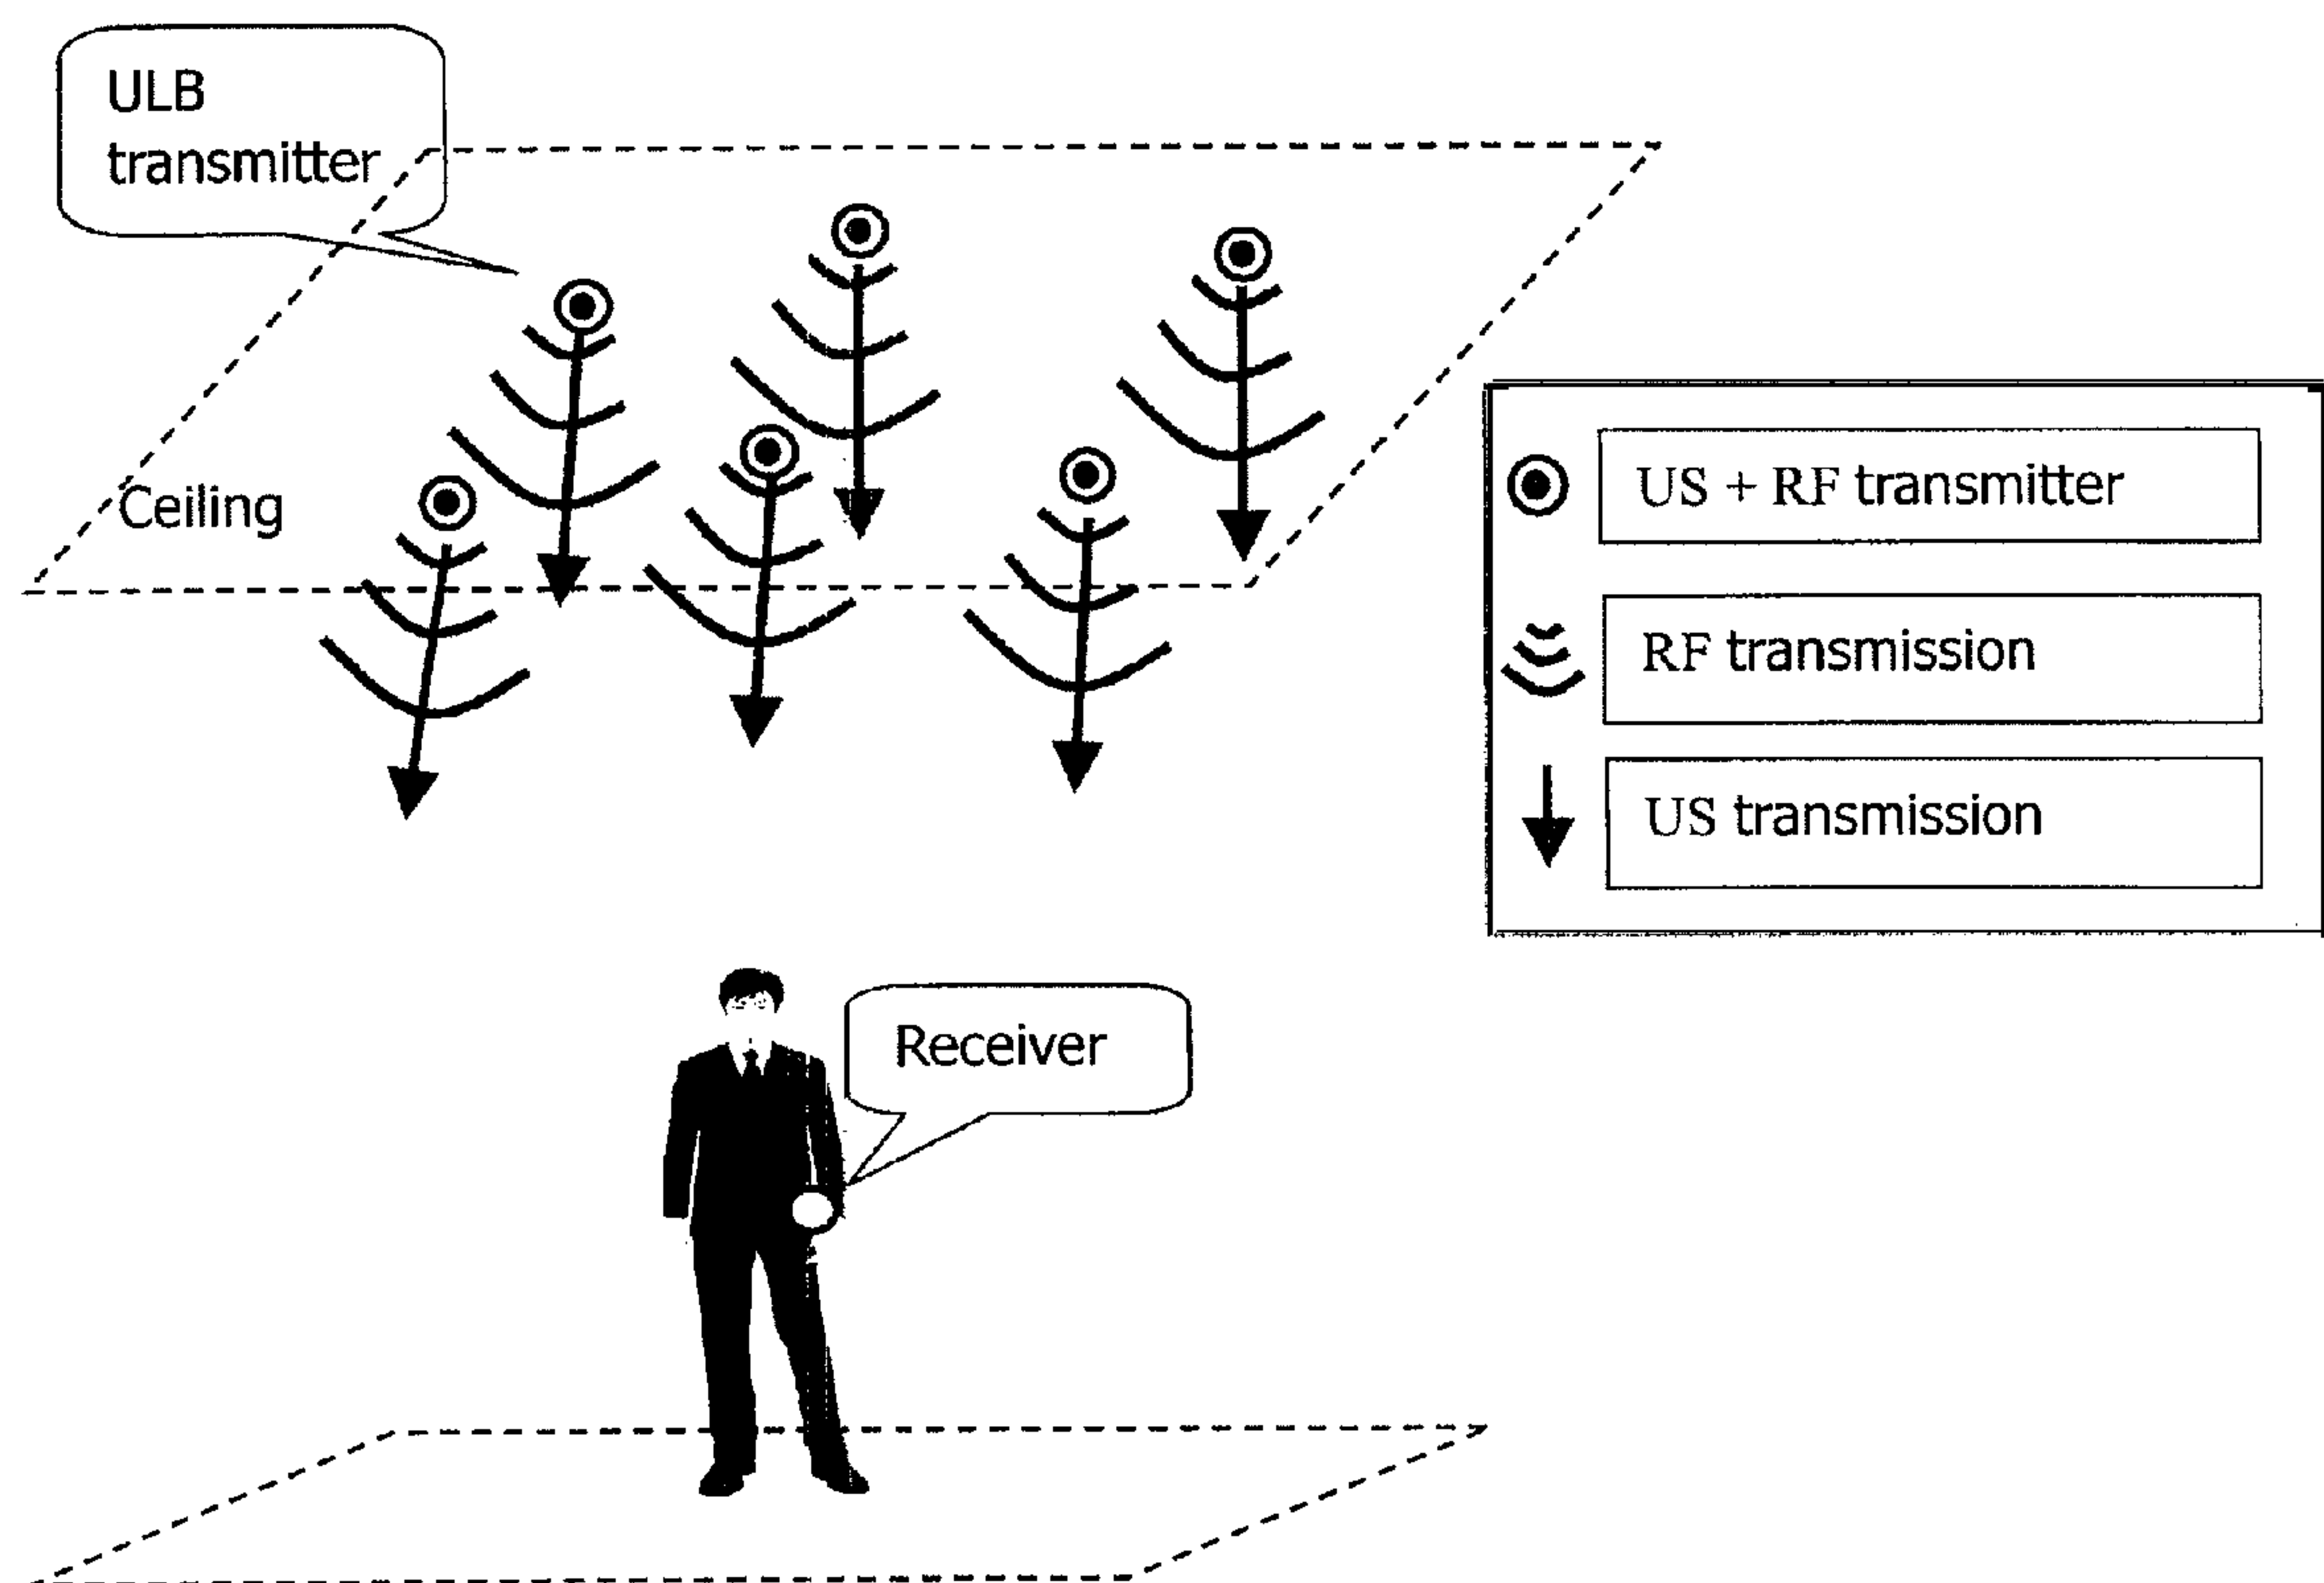 ULB
transmitter
Ceiling
US + RF transmitter
RF transmission
US transmission
Receiver